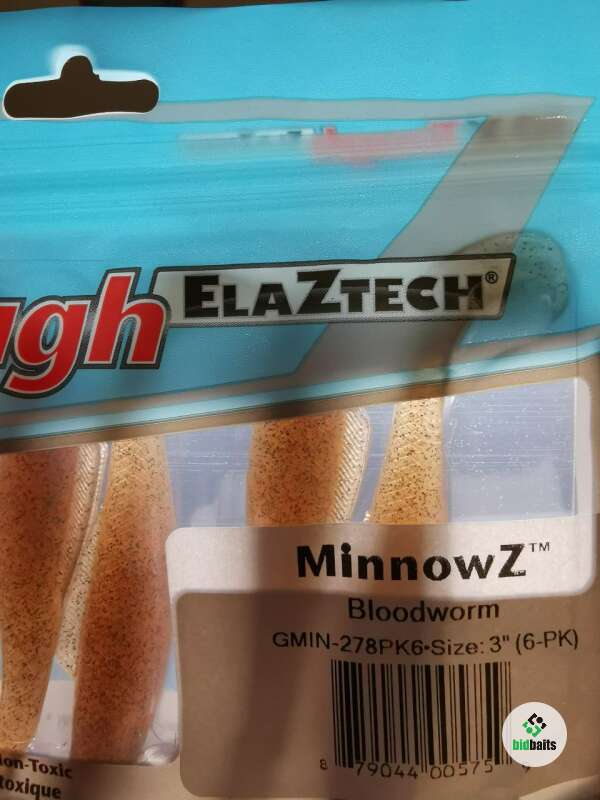 ugh ELAZTECH®
MinnowZ™
Bloodworm
GMIN-278PK6•Size: 3" (6-PK)
8 79044 00575
bidbaits
on-Toxic
toxique